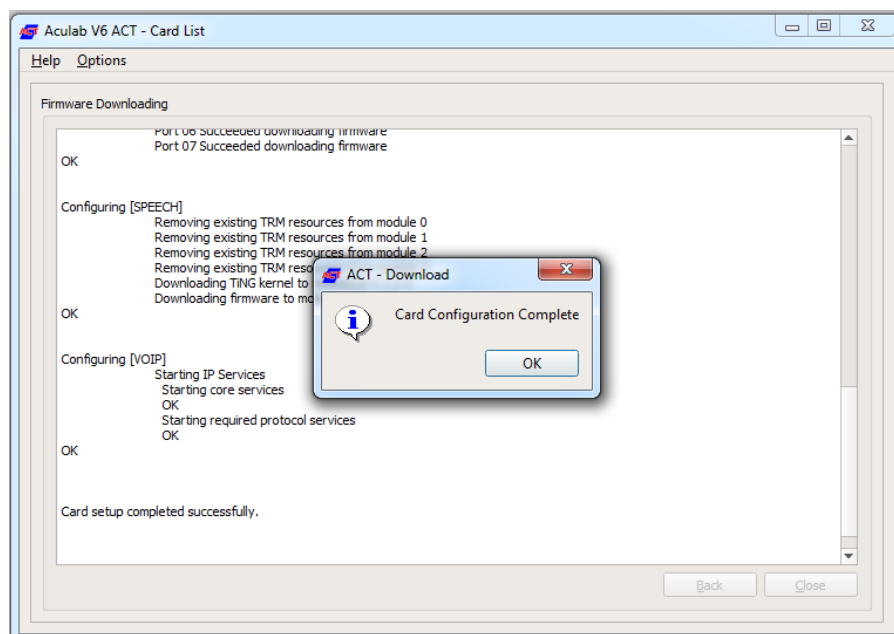 Aculab V6 ACT - Card List
Help Options
Firmware Downloading
Port 06 Succeeded downloading firmware
Port 07 Succeeded downloading firmware
OK
Configuring [SPEECH]
Removing existing TRM resources from module 0
Removing existing TRM resources from module 1
Removing existing TRM resources from module 2
Removing existing TRM
Downloading TiNG kernel to
Downloading firmware to
OK
Configuring [VOIP]
Starting IP Services
Starting core services
OK
Starting required protocol services
OK
OK
Card setup completed successfully.
ACT - Download
Card Configuration Complete
OK
Back Close